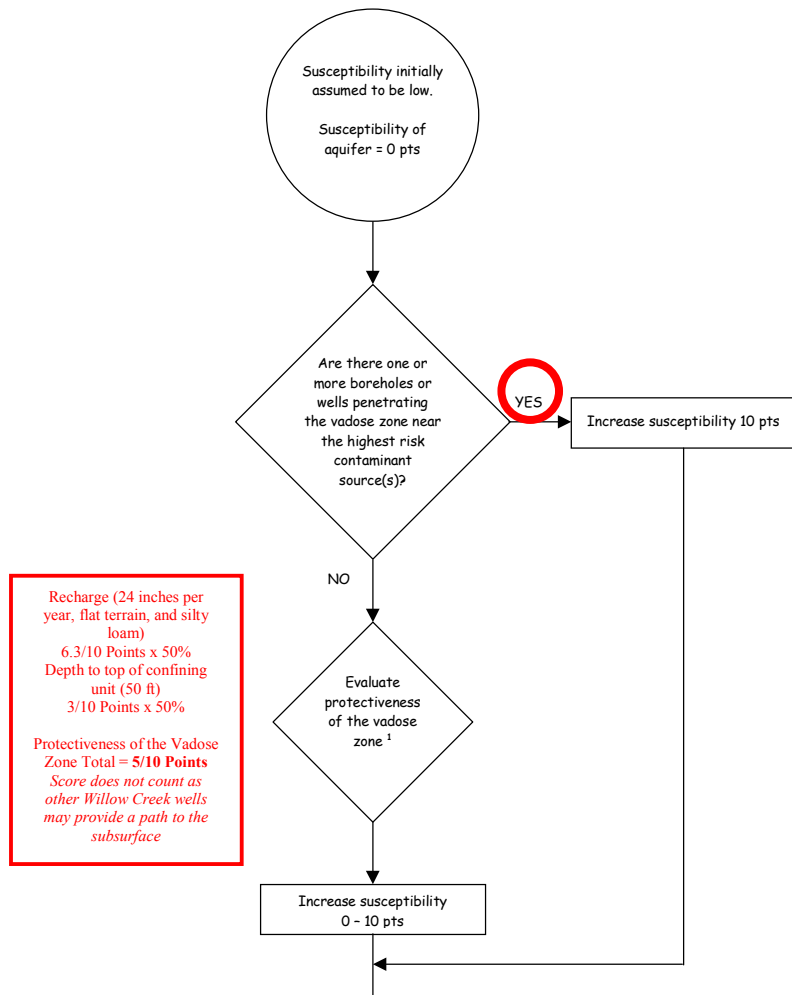 Susceptibility initially
assumed to be low.
Susceptibility of
aquifer = 0 pts
Are there one or
more boreholes or
wells penetrating
the vadose zone near
the highest risk
contaminant
source(s)?
YES
Increase susceptibility 10 pts
NO
Recharge (24 inches per
year, flat terrain, and silty
loam)
6.3/10 Points x 50%
Depth to top of confining
unit (50 ft)
3/10 Points x 50%
Protectiveness of the Vadose
Zone Total = 5/10 Points
Score does not count as
other Willow Creek wells
may provide a path to the
subsurface
Evaluate
protectiveness
of the vadose
zone 1
Increase susceptibility
0 – 10 pts